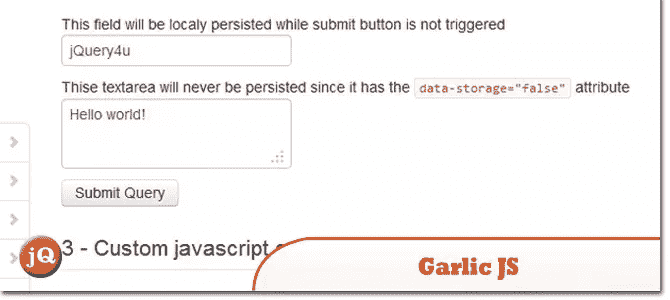 This field will be localy persisted while submit button is not triggered
jQuery4u
Thise textarea will never be persisted since it has the data-storage="false" attribute
Hello world!
Submit Query
3 - Custom javascript
jQ
Garlic JS